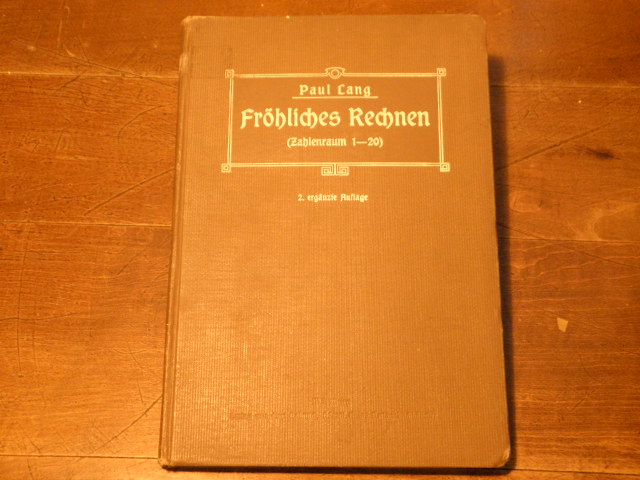 Paul Lang
Fröhliches Rechnen
(Zahlenraum 1—20)
2. ergänzte Auflage